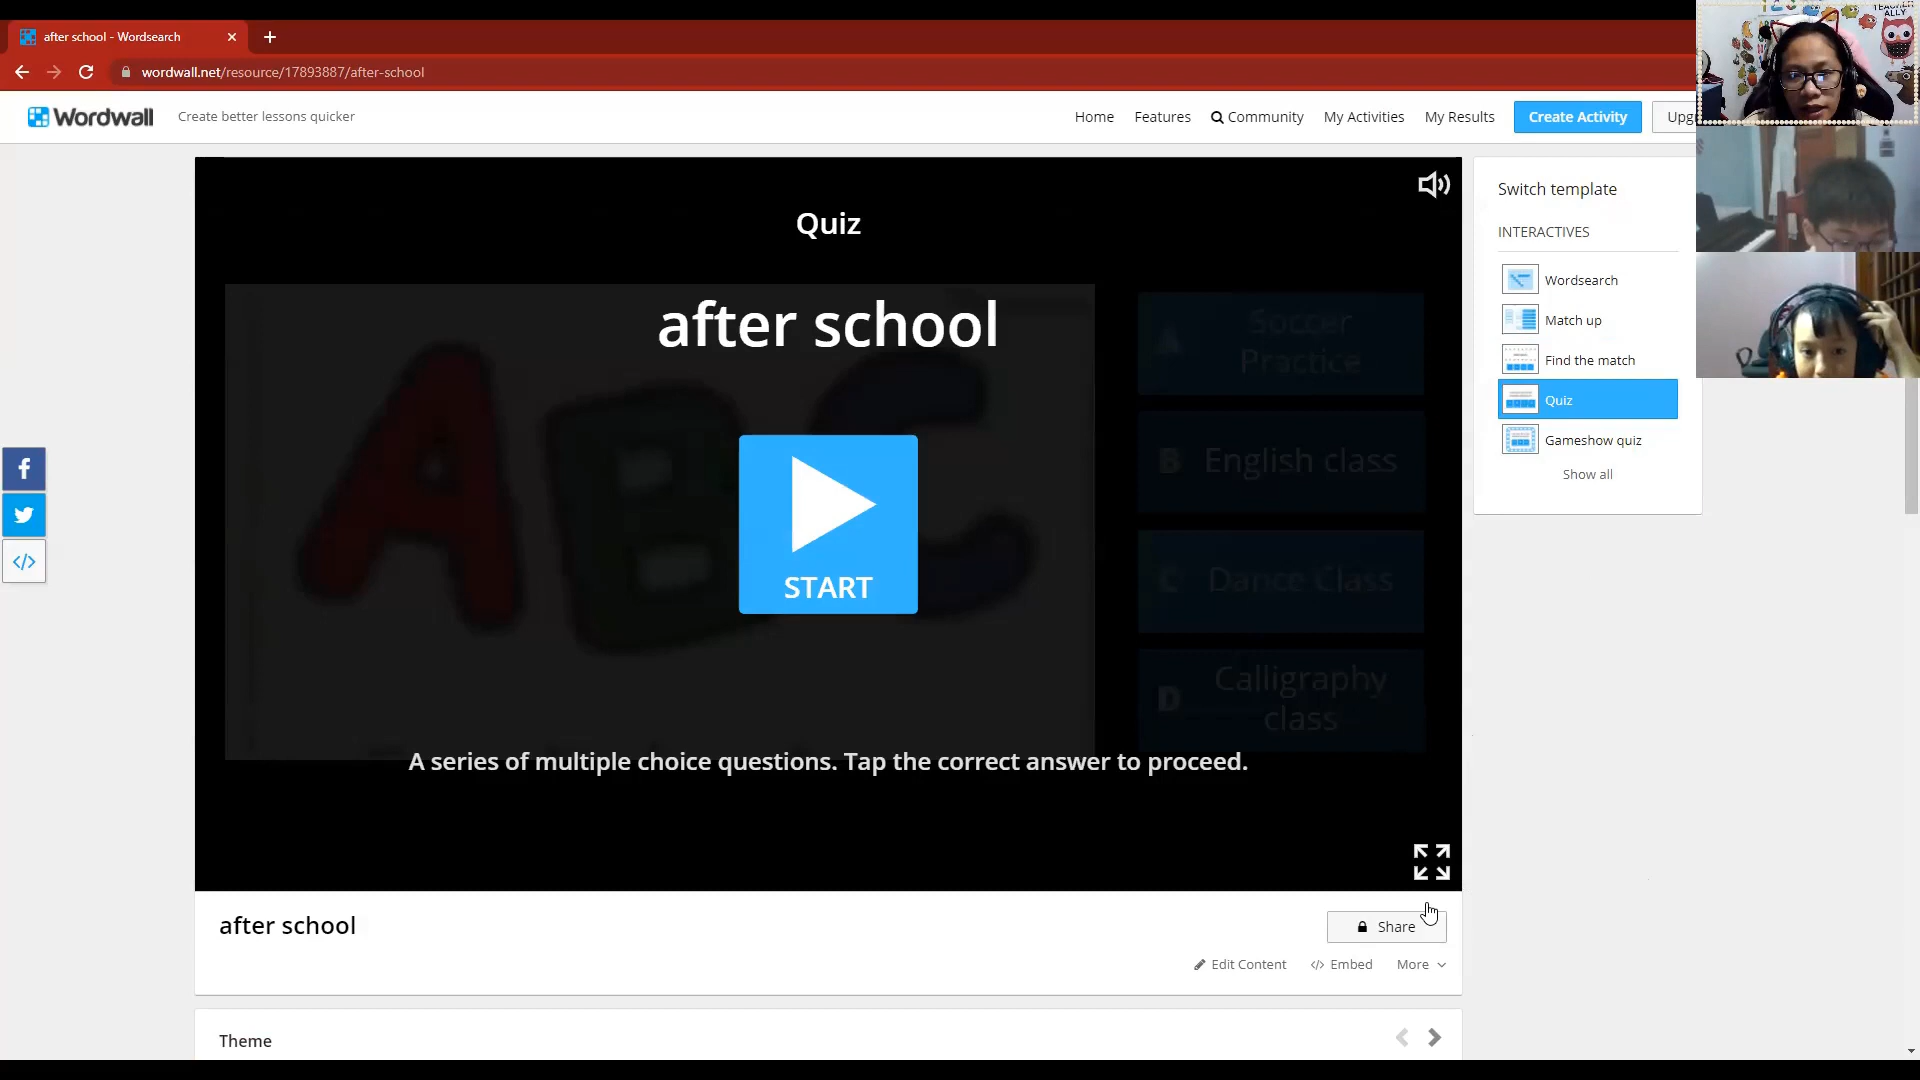 after school - Wordsearch
wordwall.net/resource/17893887/after-school
Wordwall
Create better lessons quicker
Home
Features
Community
My Activities
My Results
Create Activity
TEACHER
ALLY
Quiz
after school
START
A series of multiple choice questions. Tap the correct answer to proceed.
ABC
A Soccer
Practice
B English class
C Dance Class
D Calligraphy
class
Switch template
INTERACTIVES
Wordsearch
Match up
Find the match
Quiz
Gameshow quiz
Show all
after school
Share
Edit Content
</> Embed
More
Theme